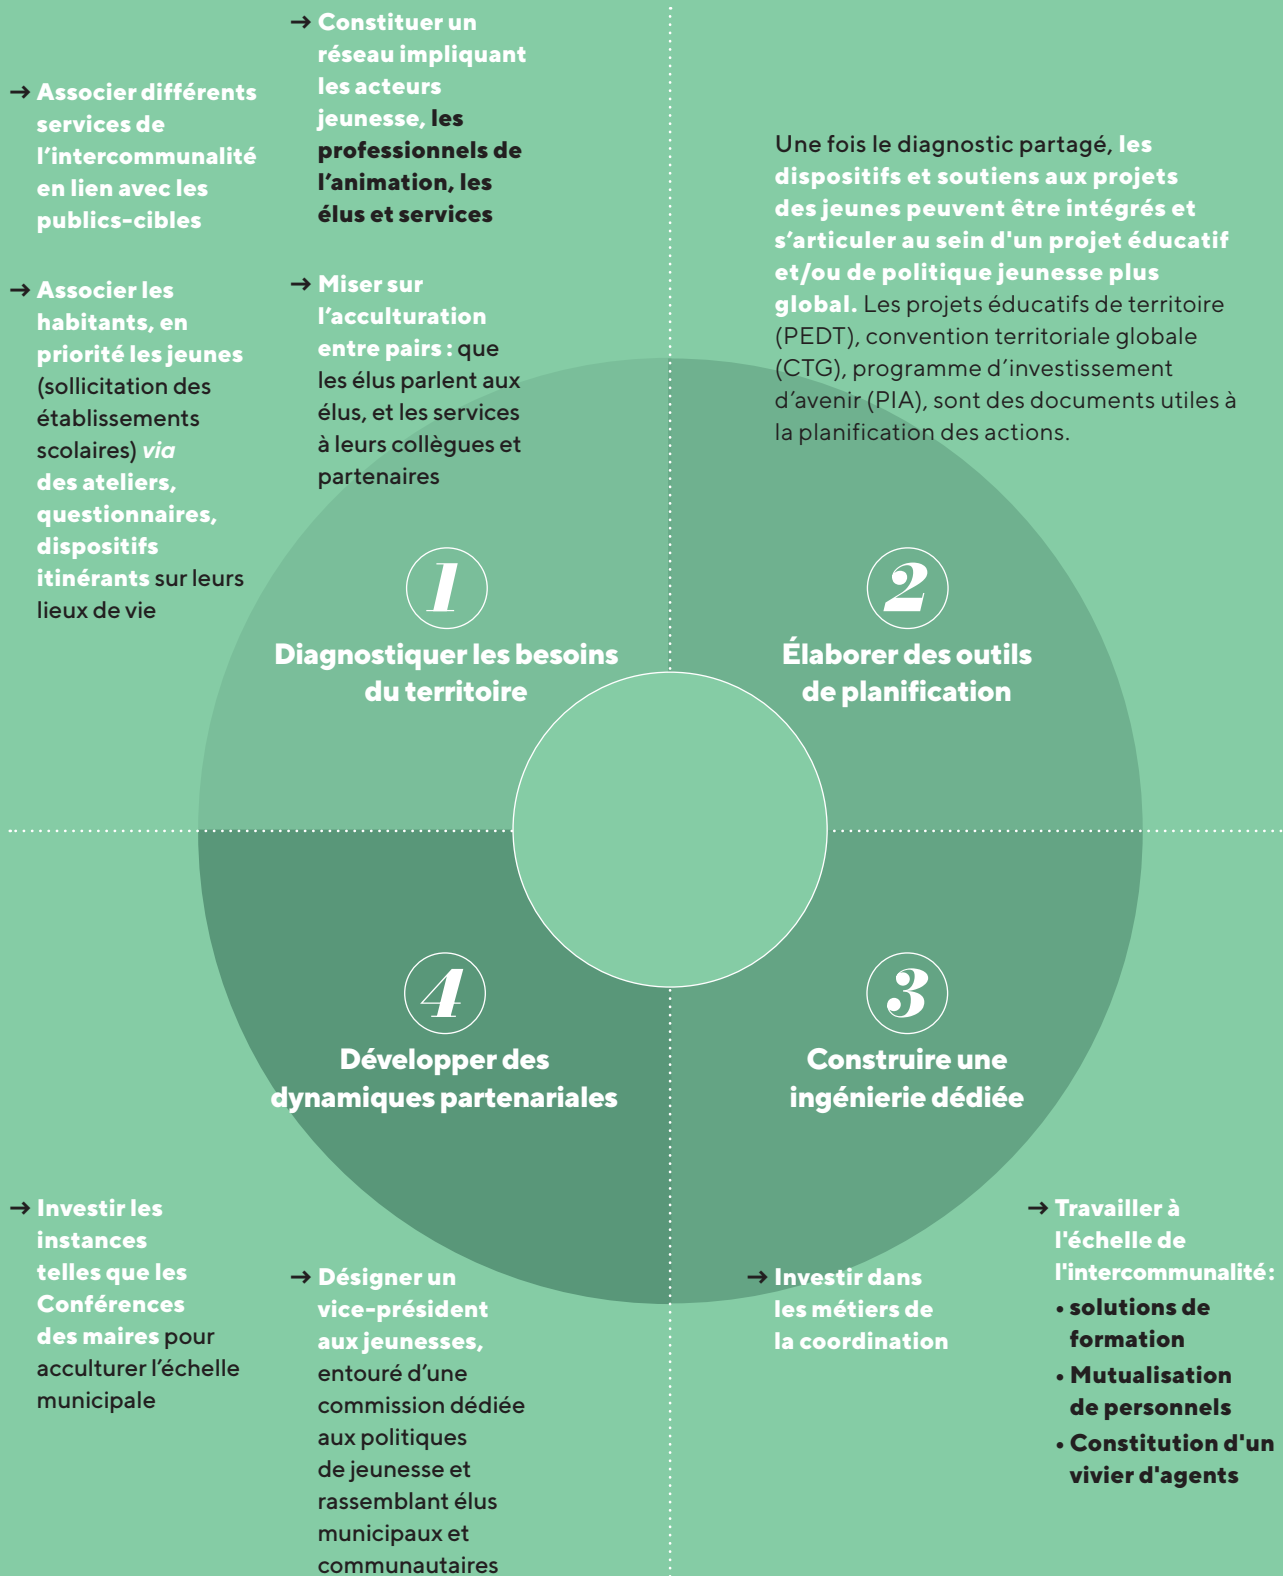 → Associer différents
services de
l’intercommunalité
en lien avec les
publics-cibles
→ Associer les
habitants, en
priorité les jeunes
(sollicitation des
établissements
scolaires) via
des ateliers,
questionnaires,
dispositifs
itinérants sur leurs
lieux de vie
→ Constituer un
réseau impliquant
les acteurs
jeunesse, les
professionnels de
l’animation, les
élus et services
→ Miser sur
l’acculturation
entre pairs : que
les élus parlent aux
élus, et les services
à leurs collègues et
partenaires
1
Diagnostiquer les besoins
du territoire
Une fois le diagnostic partagé, les
dispositifs et soutiens aux projets
des jeunes peuvent être intégrés et
s’articuler au sein d'un projet éducatif
et/ou de politique jeunesse plus
global. Les projets éducatifs de territoire
(PEDT), convention territoriale globale
(CTG), programme d’investissement
d’avenir (PIA), sont des documents utiles à
la planification des actions.
2
Élaborer des outils
de planification
3
Construire une
ingénierie dédiée
→ Investir dans
les métiers de
la coordination
→ Travailler à
l'échelle de
l'intercommunalité:
• solutions de
formation
• Mutualisation
de personnels
• Constitution d'un
vivier d'agents
4
Développer des
dynamiques partenariales
→ Investir les
instances
telles que les
Conférences
des maires pour
acculturer l’échelle
municipale
→ Désigner un
vice-président
aux jeunesses,
entouré d’une
commission dédiée
aux politiques
de jeunesse et
rassemblant élus
municipaux et
communautaires